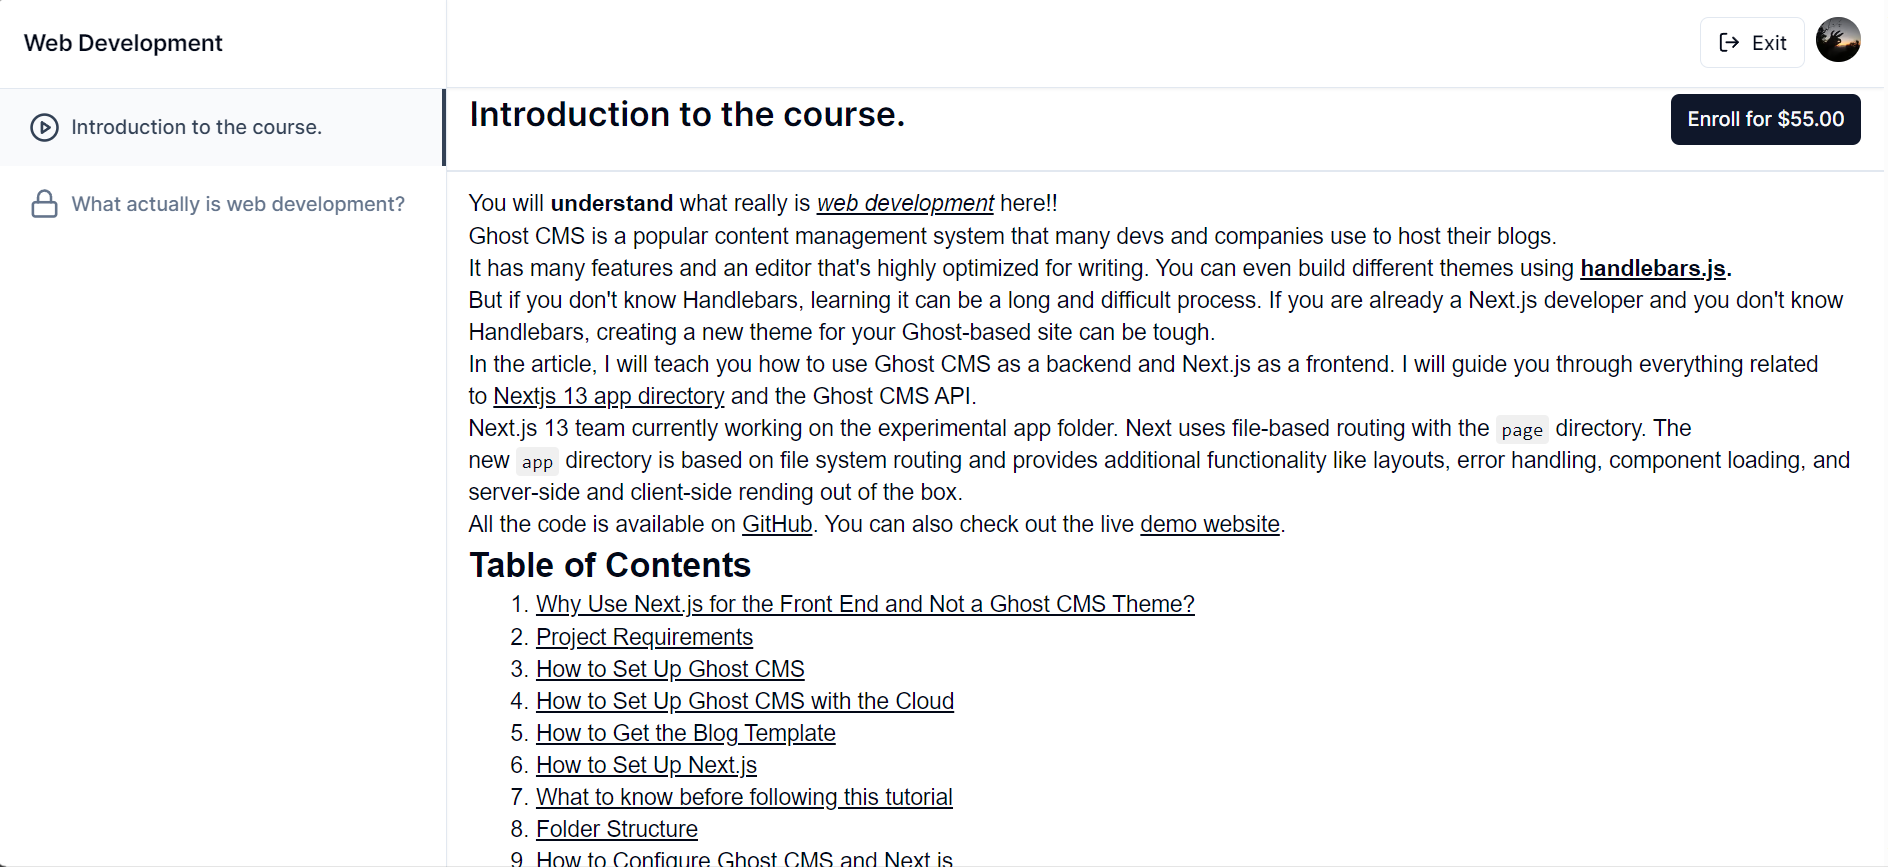 Web Development
Exit
Introduction to the course.
What actually is web development?
Introduction to the course.
Enroll for $55.00
You will understand what really is web development here!!
Ghost CMS is a popular content management system that many devs and companies use to host their blogs.
It has many features and an editor that's highly optimized for writing. You can even build different themes using handlebars.js.
But if you don't know Handlebars, learning it can be a long and difficult process. If you are already a Next.js developer and you don't know
Handlebars, creating a new theme for your Ghost-based site can be tough.
In the article, I will teach you how to use Ghost CMS as a backend and Next.js as a frontend. I will guide you through everything related
to Nextjs 13 app directory and the Ghost CMS API.
Next.js 13 team currently working on the experimental app folder. Next uses file-based routing with the page directory. The
new app directory is based on file system routing and provides additional functionality like layouts, error handling, component loading, and
server-side and client-side rending out of the box.
All the code is available on GitHub. You can also check out the live demo website.
Table of Contents
1. Why Use Next.js for the Front End and Not a Ghost CMS Theme?
2. Project Requirements
3. How to Set Up Ghost CMS
4. How to Set Up Ghost CMS with the Cloud
5. How to Get the Blog Template
6. How to Set Up Next.js
7. What to know before following this tutorial
8. Folder Structure
9. How to Configure Ghost CMS and Next.js